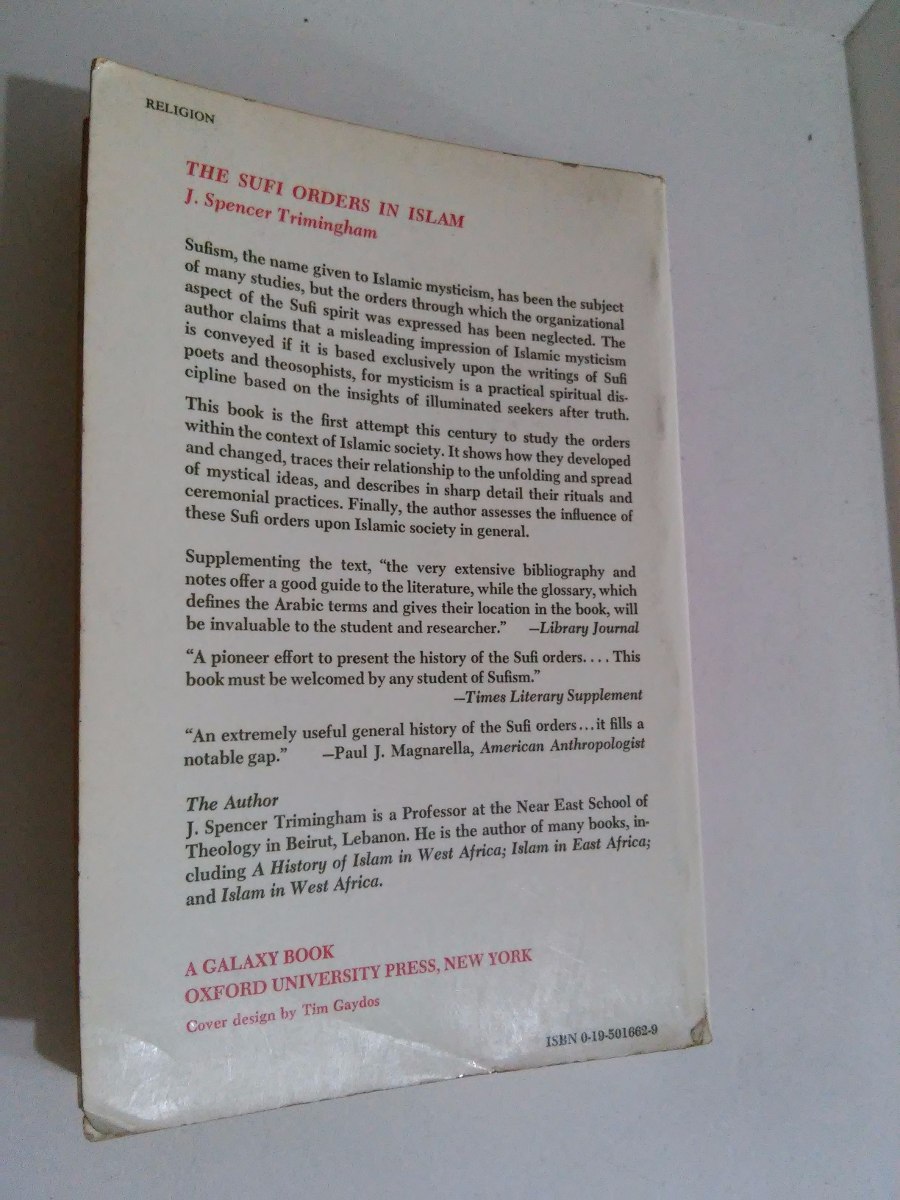 RELIGION
THE SUFI ORDERS IN ISLAM
J. Spencer Trimingham
Sufism, the name given to Islamic mysticism, has been the subject
of many studies, but the orders through which the organizational
aspect of the Sufi spirit was expressed has been neglected. The
author claims that a misleading impression of Islamic mysticism
is conveyed if it is based exclusively upon the writings of Sufi
poets and theosophists, for mysticism is a practical spiritual dis-
cipline based on the insights of illuminated seekers after truth.
This book is the first attempt this century to study the orders
within the context of Islamic society. It shows how they developed
and changed, traces their relationship to the unfolding and spread
of mystical ideas, and describes in sharp detail their rituals and
ceremonial practices. Finally, the author assesses the influence of
these Sufi orders upon Islamic society in general.
Supplementing the text, “the very extensive bibliography and
notes offer a good guide to the literature, while the glossary, which
defines the Arabic terms and gives their location in the book, will
be invaluable to the student and researcher.” —Library Journal
“A pioneer effort to present the history of the Sufi orders.... This
book must be welcomed by any student of Sufism.”
—Times Literary Supplement
“An extremely useful general history of the Sufi orders...it fills a
notable gap.” —Paul J. Magnarella, American Anthropologist
The Author
J. Spencer Trimingham is a Professor at the Near East School of
Theology in Beirut, Lebanon. He is the author of many books, in-
cluding A History of Islam in West Africa; Islam in East Africa;
and Islam in West Africa.
A GALAXY BOOK
OXFORD UNIVERSITY PRESS, NEW YORK
Cover design by Tim Gaydos
ISBN 0-19-501662-9